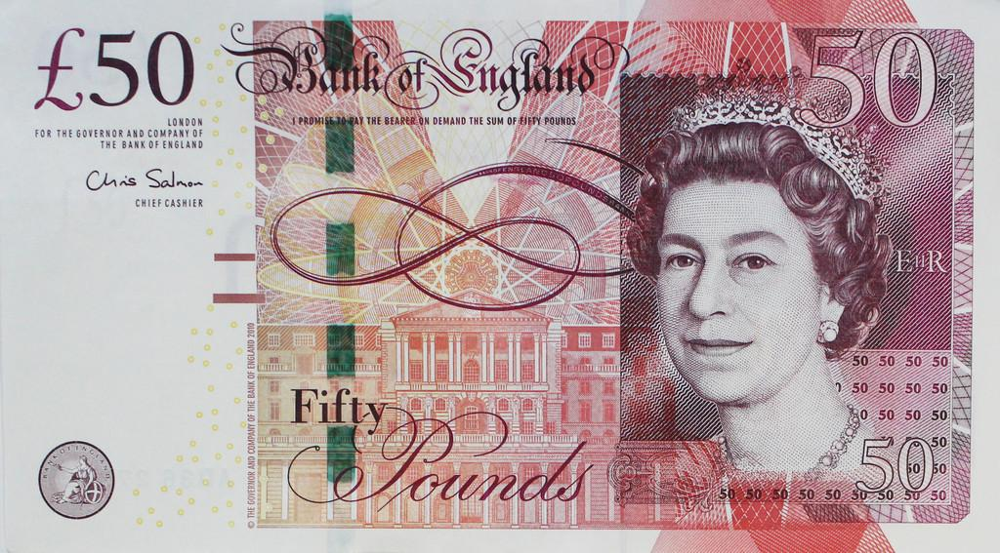 £50
Bank of England
50
LONDON
FOR THE GOVERNOR AND COMPANY OF
THE BANK OF ENGLAND
I PROMISE TO PAY THE BEARER ON DEMAND THE SUM OF FIFTY POUNDS
Chris Salmon
CHIEF CASHIER
EIIR
Fifty
Pounds
© THE GOVERNOR AND COMPANY OF THE BANK OF ENGLAND 2010
BANK OF ENGLAND
50 50 50 50
50 50 50 50
50 50 50
50
50 50 50 50 50 50 50 50 50